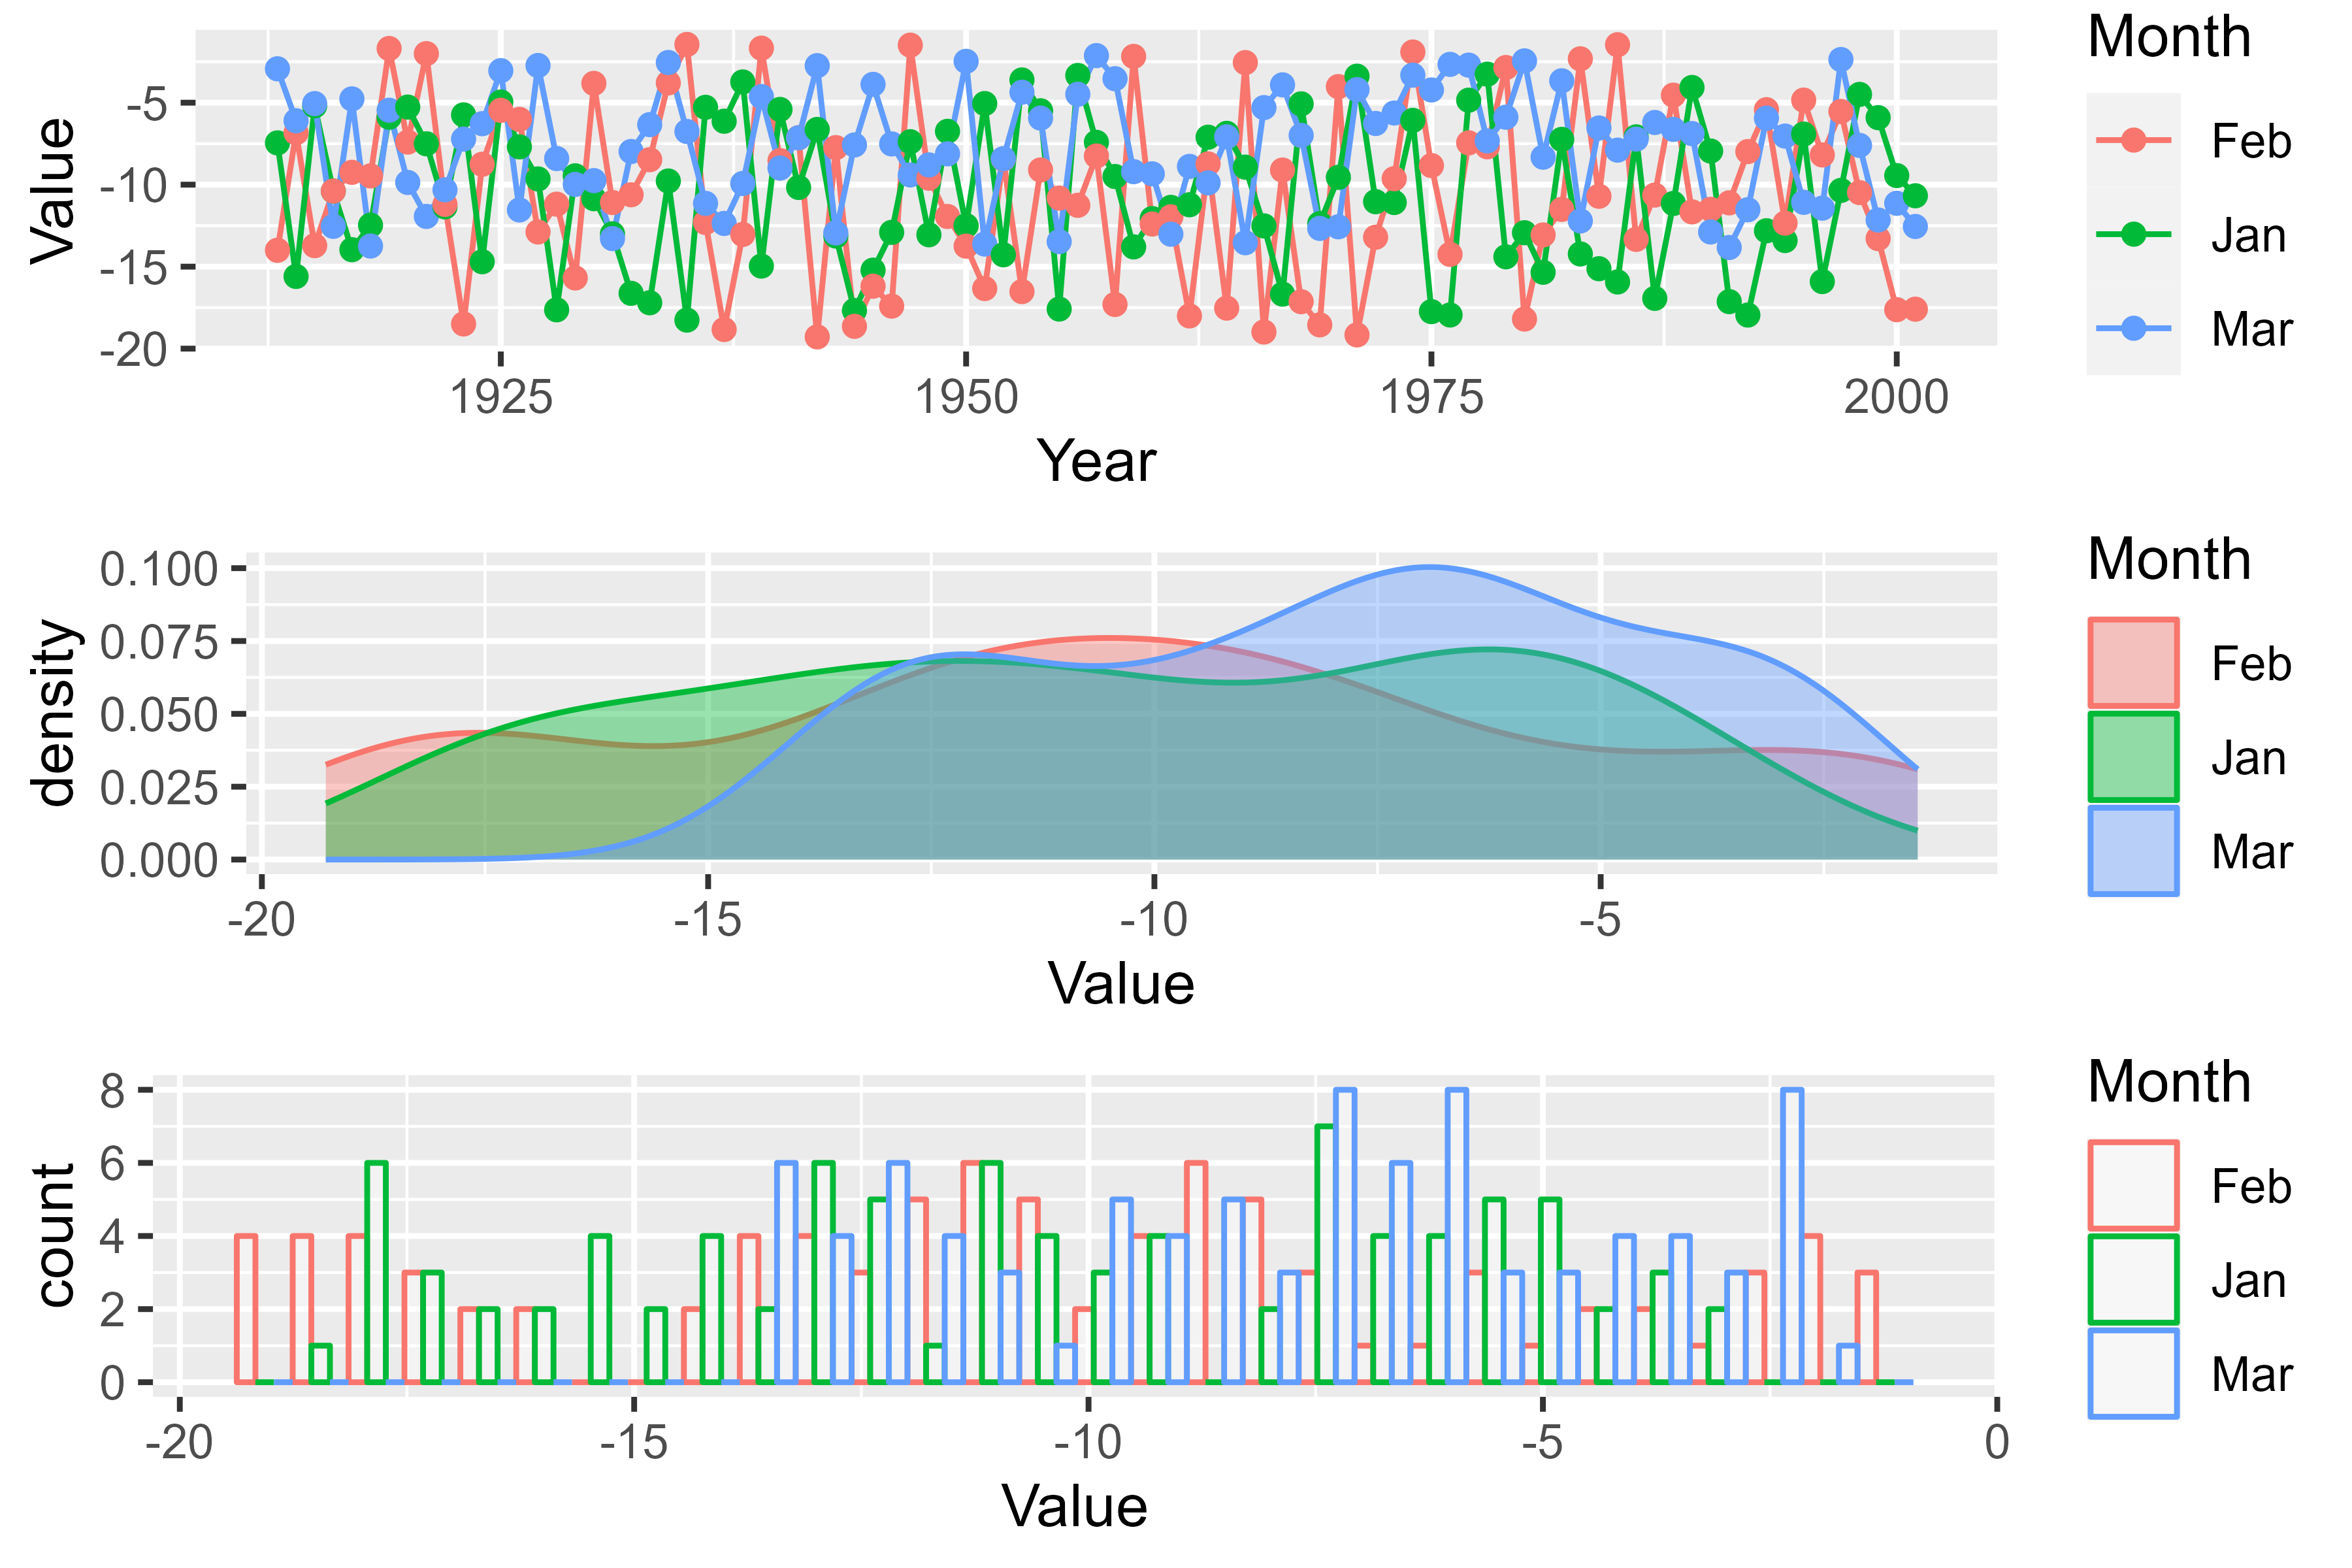 Value
-5
-10
-15
-20
1925 1950 1975 2000
Year
Month
Feb
Jan
Mar
density
0.100
0.075
0.050
0.025
0.000
-20 -15 -10 -5
Value
Month
Feb
Jan
Mar
count
8
6
4
2
0
-20 -15 -10 -5 0
Value
Month
Feb
Jan
Mar